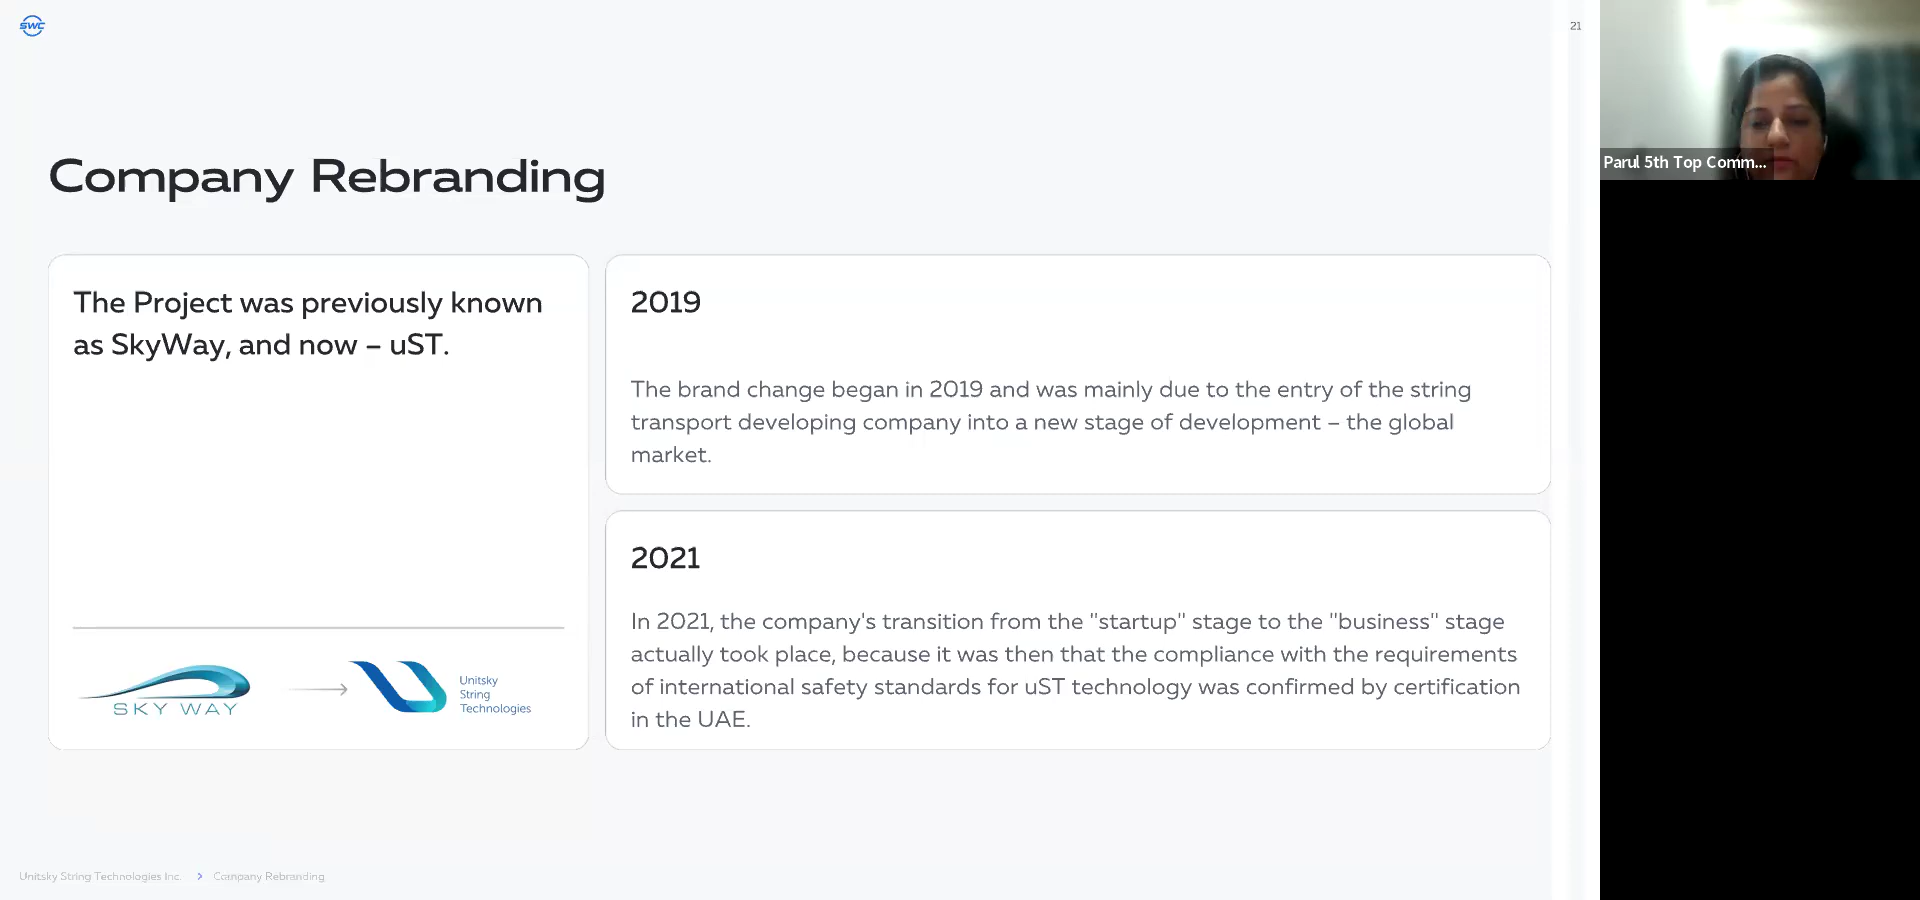 SWC
21
Parul 5th Top Comm...
Company Rebranding
The Project was previously known
as SkyWay, and now – uST.
SKY WAY
Unitsky
String
Technologies
2019
The brand change began in 2019 and was mainly due to the entry of the string
transport developing company into a new stage of development – the global
market.
2021
In 2021, the company's transition from the "startup" stage to the "business" stage
actually took place, because it was then that the compliance with the requirements
of international safety standards for uST technology was confirmed by certification
in the UAE.
Unitsky String Technologies Inc. > Company Rebranding